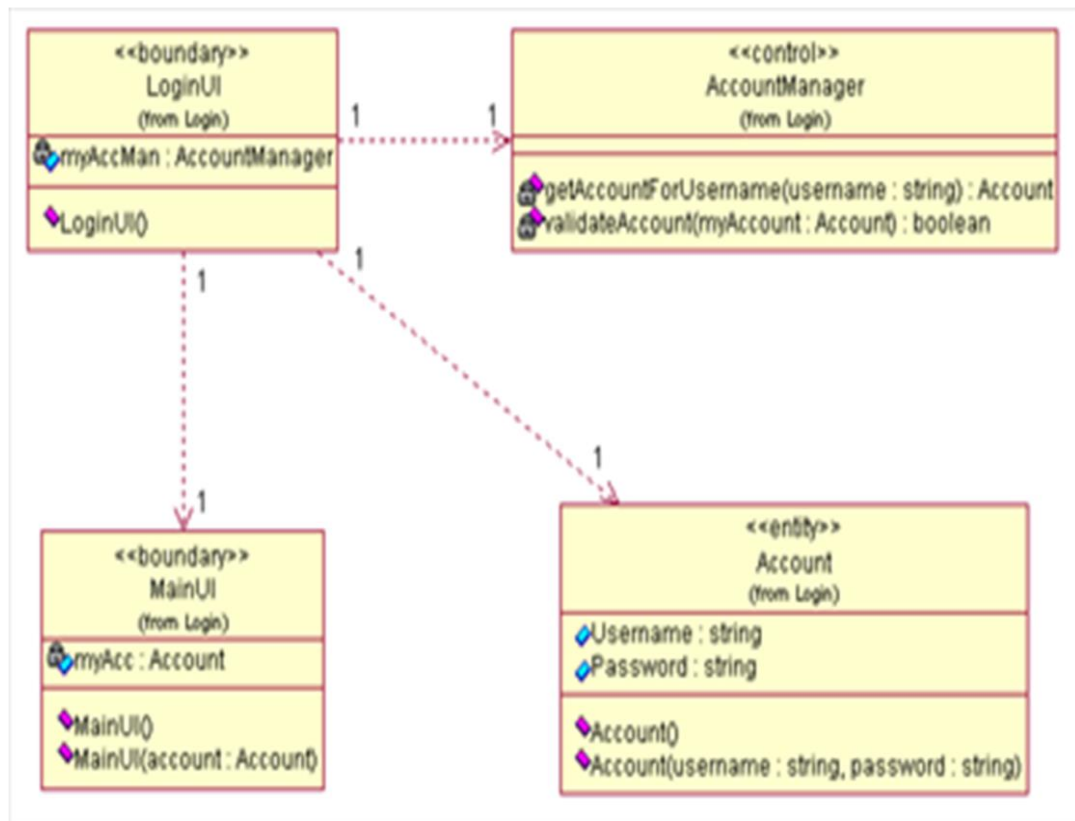 <<boundary>>
LoginUI
(from Login)
myAccMan : AccountManager
LoginUI()
1
1
<<control>>
AccountManager
(from Login)
getAccountForUsername(username : string) : Account
validateAccount(myAccount : Account) : boolean
1
1
1
1
<<boundary>>
MainUI
(from Login)
myAcc : Account
MainUI()
MainUI(account : Account)
<<entity>>
Account
(from Login)
Username : string
Password : string
Account()
Account(username : string, password : string)